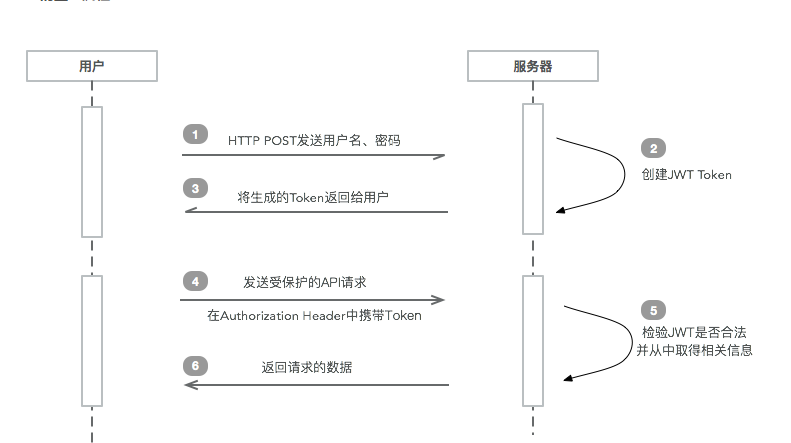 用户
服务器
1
HTTP POST发送用户名、密码
2
创建JWT Token
3
将生成的Token返回给用户
4
发送受保护的API请求
在Authorization Header中携带Token
5
检验JWT是否合法
并从中取得相关信息
6
返回请求的数据